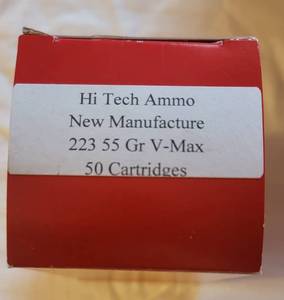 Hi Tech Ammo
New Manufacture
223 55 Gr V-Max
50 Cartridges